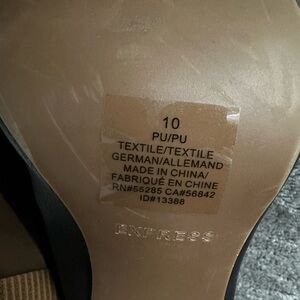 10
PU/PU
TEXTILE/TEXTILE
GERMAN/ALLEMAND
MADE IN CHINA/
FABRIQUÉ EN CHINE
RN#55285 CA#56842
ID#13388
EXPRESS